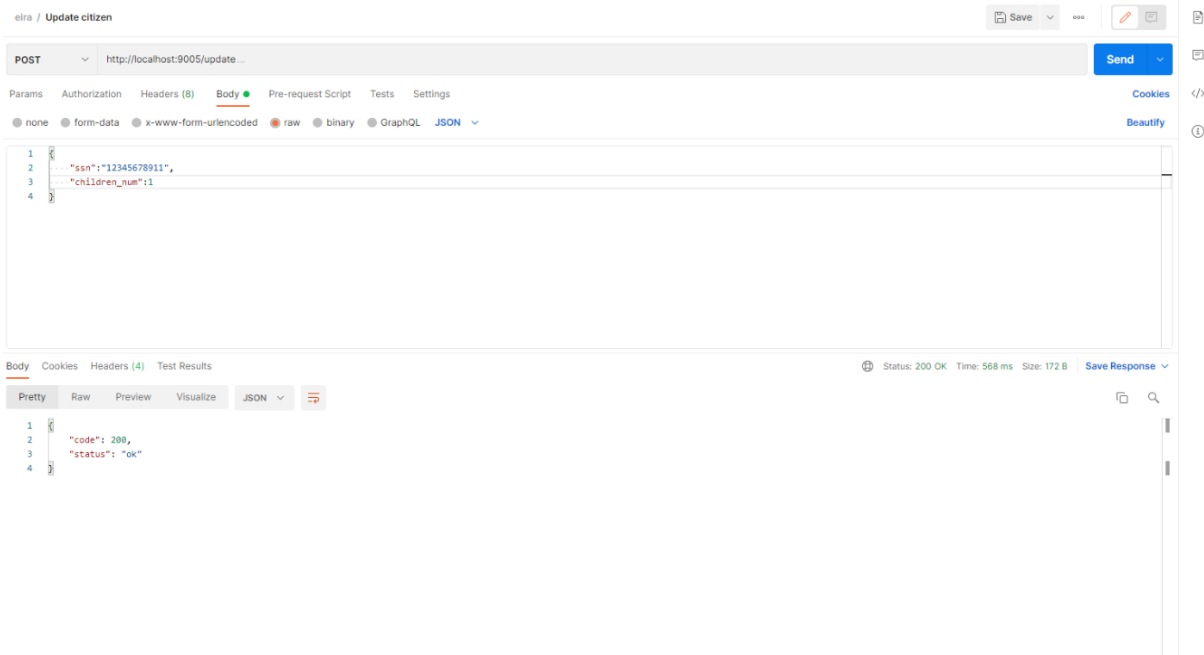 elra / Update citizen
Save
POST
http://localhost:9005/update...
Send
Params Authorization Headers (8) Body Pre-request Script Tests Settings
Cookies
none form-data x-www-form-urlencoded raw binary GraphQL JSON
Beautify
1 {
2 "ssn":"12345678911",
3 "children_num":1
4 }
Body Cookies Headers (4) Test Results
Status: 200 OK Time: 568 ms Size: 172 B Save Response
Pretty Raw Preview Visualize JSON
1 {
2 "code": 200,
3 "status": "ok"
4 }